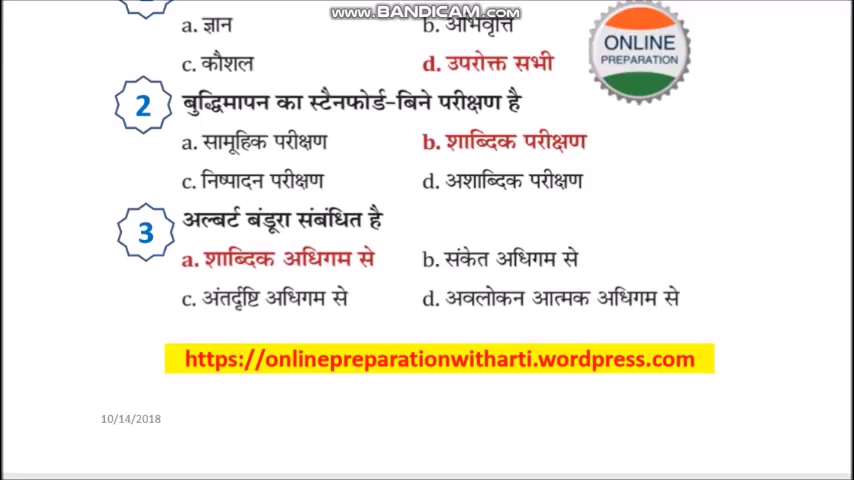 www.BANDICAM.com
a. ज्ञान b. अभिवृत्ति
c. कौशल d. उपरोक्त सभी
ONLINE
PREPARATION
2 बुद्धिमापन का स्टैनफोर्ड-बिने परीक्षण है
a. सामूहिक परीक्षण b. शाब्दिक परीक्षण
c. निष्पादन परीक्षण d. अशाब्दिक परीक्षण
3 अल्बर्ट बंडूरा संबंधित है
a. शाब्दिक अधिगम से b. संकेत अधिगम से
c. अंतर्दृष्टि अधिगम से d. अवलोकन आत्मक अधिगम से
https://onlinepreparationwitharti.wordpress.com
10/14/2018